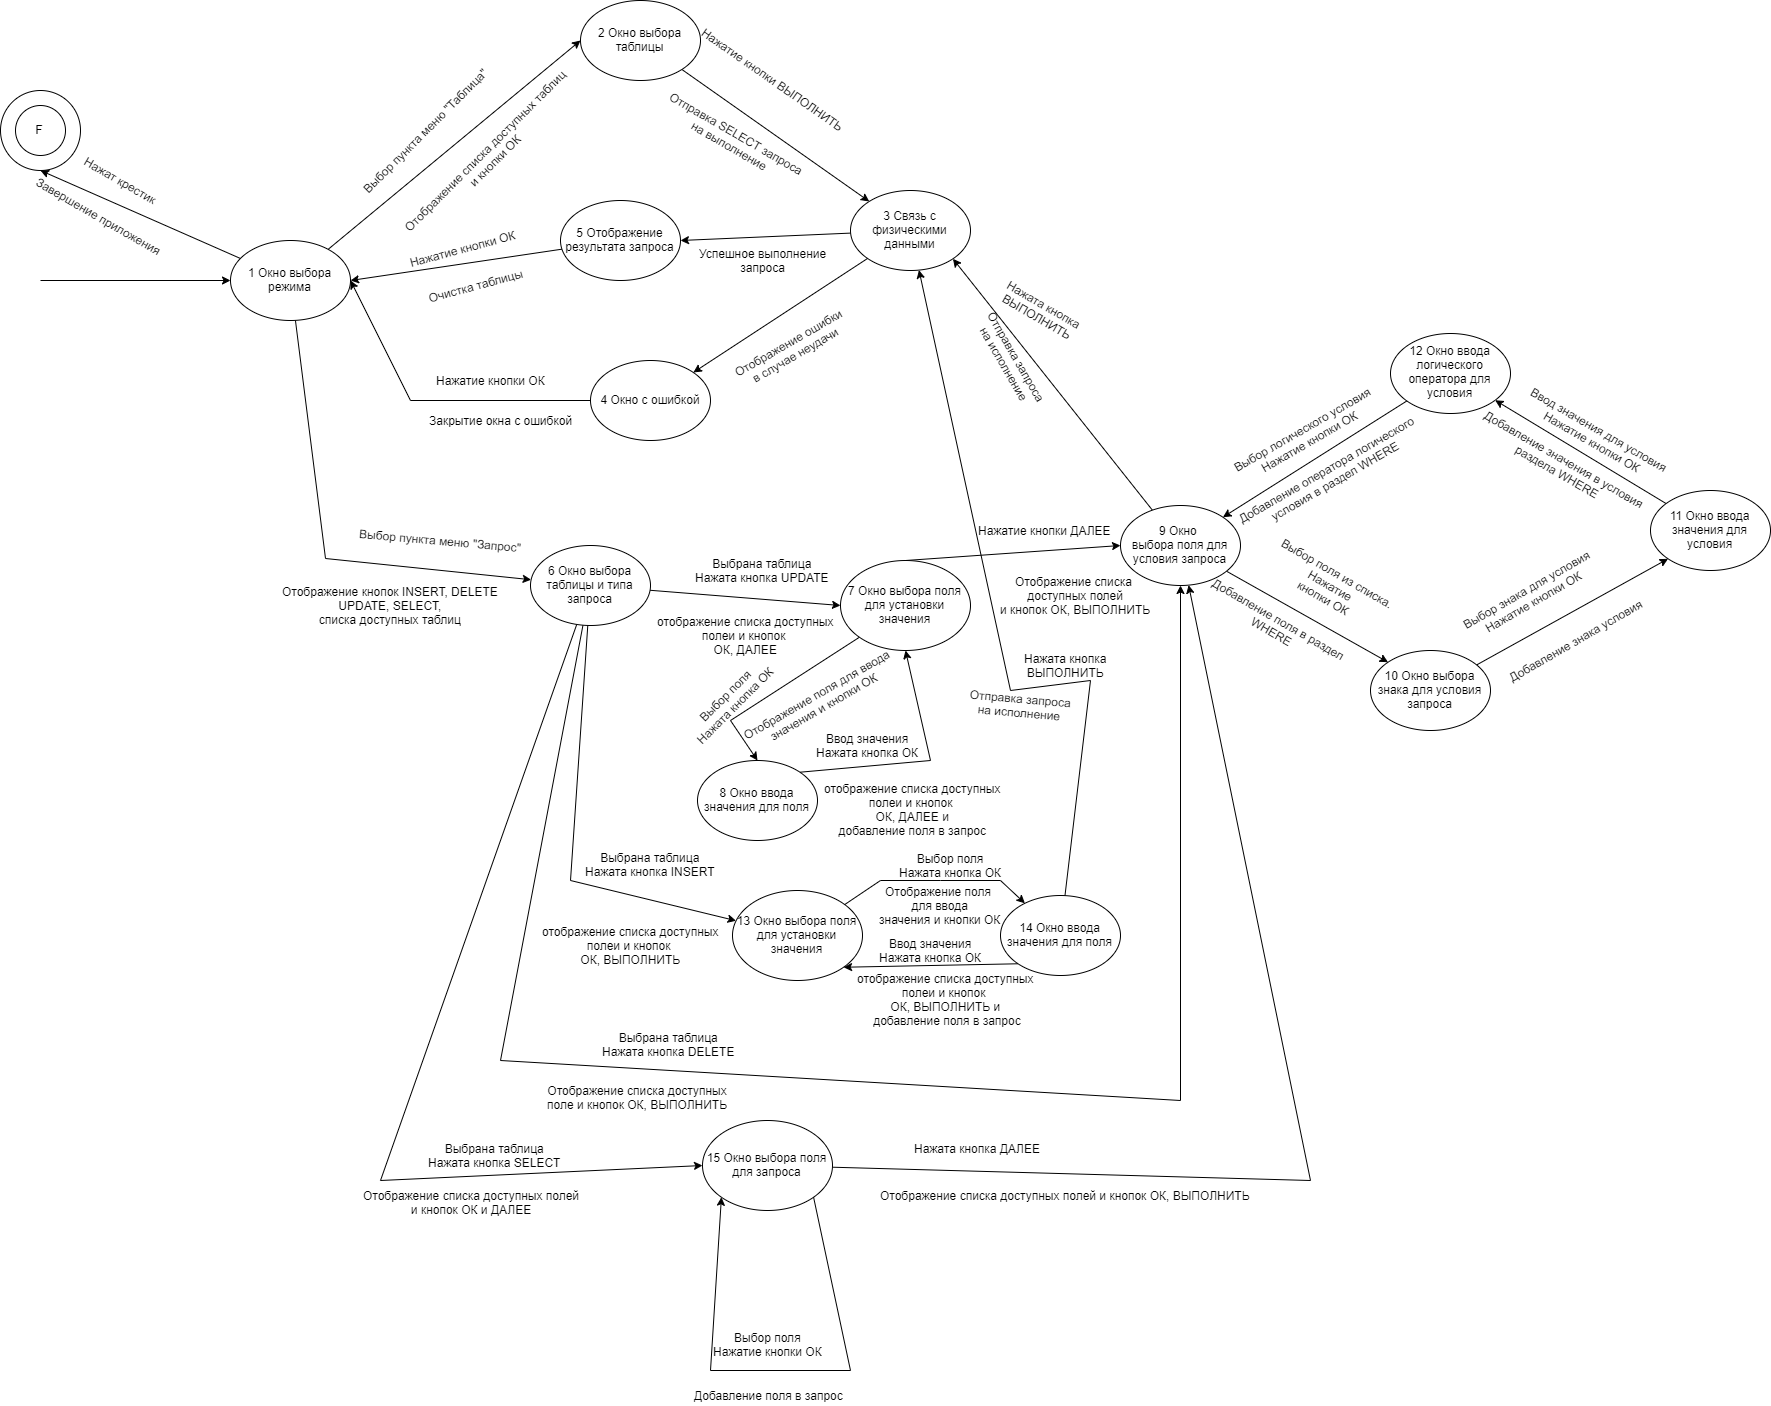 2 Окно выбора
таблицы
Нажатие кнопки ВЫПОЛНИТЬ
Выбор пункта меню "Таблица"
Отображение списка доступных таблиц
и кнопки ОК
Отправка SELECT запроса
на выполнение
F
Нажат крестик
Завершение приложения
1 Окно выбора
режима
5 Отображение
результата запроса
3 Связь с
физическими
данными
Нажатие кнопки ОК
Очистка таблицы
Успешное выполнение
запроса
Отображение ошибки
в случае неудачи
Нажатие кнопки ОК
4 Окно с ошибкой
Закрытие окна с ошибкой
Нажата кнопка
ВЫПОЛНИТЬ
Отправка запроса
на исполнение
12 Окно ввода
логического
оператора для
условия
Выбор логического условия
Нажатие кнопки ОК
Добавление оператора логического
условия в раздел WHERE
Ввод значения для условия
Нажатие кнопки ОК
Добавление значения в условия
раздела WHERE
11 Окно ввода
значения для
условия
Выбор пункта меню "Запрос"
Отображение кнопок INSERT, DELETE
UPDATE, SELECT,
списка доступных таблиц
6 Окно выбора
таблицы и типа
запроса
Выбрана таблица
Нажата кнопка UPDATE
отображение списка доступных
полеи и кнопок
ОК, ДАЛЕЕ
7 Окно выбора поля
для установки
значения
Нажатие кнопки ДАЛЕЕ
9 Окно
выбора поля для
условия запроса
Отображение списка
доступных полей
и кнопок ОК, ВЫПОЛНИТЬ
Выбор поля из списка.
Нажатие
кнопки ОК
Добавление поля в раздел
WHERE
Выбор знака для условия
Нажатие кнопки ОК
Добавление знака условия
10 Окно выбора
знака для условия
запроса
Выбор поля
Нажата кнопка ОК
Отображение поля для ввода
значения и кнопки ОК
Нажата кнопка
ВЫПОЛНИТЬ
Отправка запроса
на исполнение
Ввод значения
Нажата кнопка ОК
8 Окно ввода
значения для поля
отображение списка доступных
полеи и кнопок
ОК, ДАЛЕЕ и
добавление поля в запрос
Выбрана таблица
Нажата кнопка INSERT
отображение списка доступных
полеи и кнопок
ОК, ВЫПОЛНИТЬ
13 Окно выбора поля
для установки
значения
Выбор поля
Нажата кнопка ОК
Отображение поля
для ввода
значения и кнопки ОК
14 Окно ввода
значения для поля
Ввод значения
Нажата кнопка ОК
отображение списка доступных
полеи и кнопок
ОК, ВЫПОЛНИТЬ и
добавление поля в запрос
Выбрана таблица
Нажата кнопка DELETE
Отображение списка доступных
поле и кнопок ОК, ВЫПОЛНИТЬ
Выбрана таблица
Нажата кнопка SELECT
Отображение списка доступных полей
и кнопок ОК и ДАЛЕЕ
15 Окно выбора поля
для запроса
Нажата кнопка ДАЛЕЕ
Отображение списка доступных полей и кнопок ОК, ВЫПОЛНИТЬ
Выбор поля
Нажатие кнопки ОК
Добавление поля в запрос